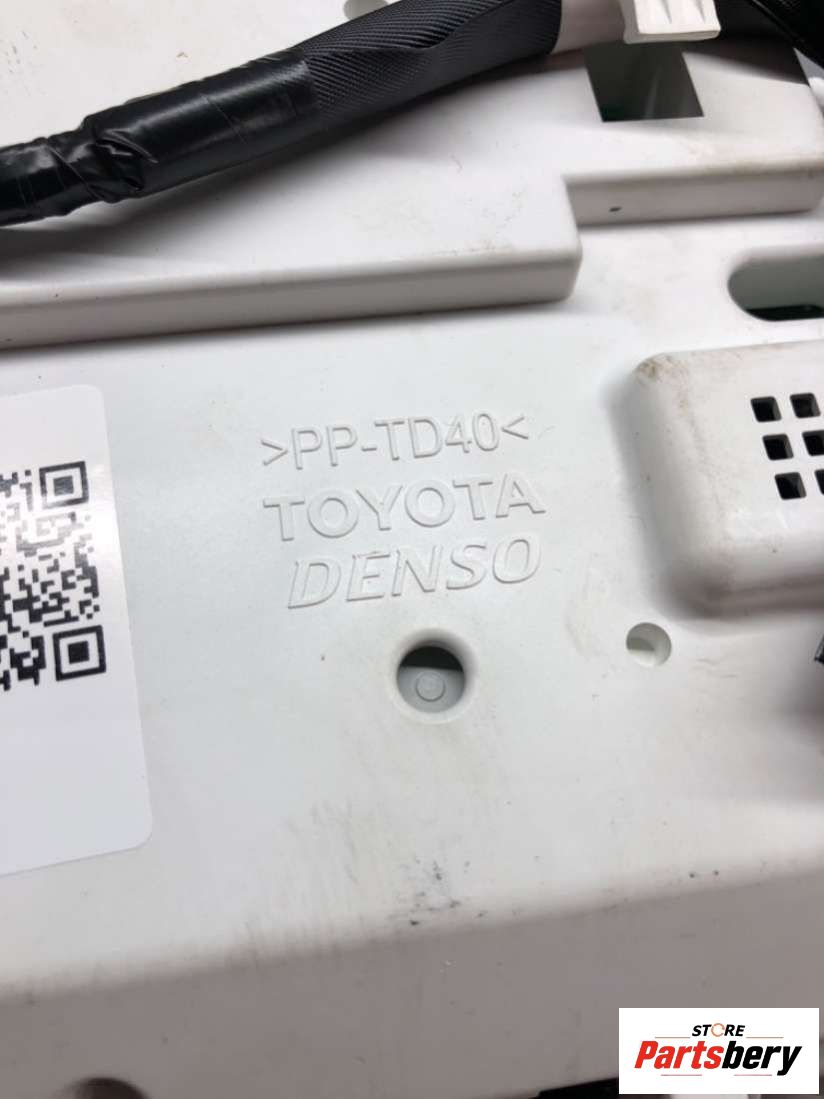 >PP-TD40<
TOYOTA
DENSO
STORE
Partsbery